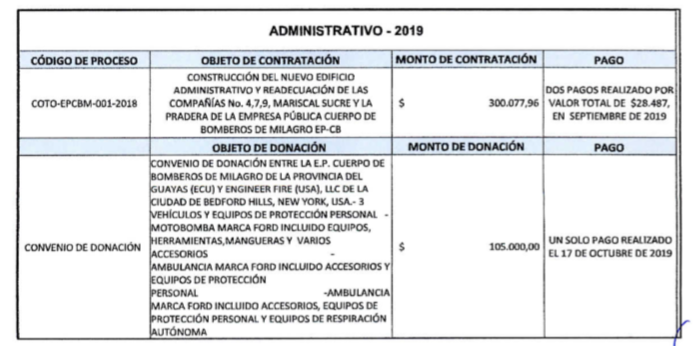 ADMINISTRATIVO - 2019
CÓDIGO DE PROCESO OBJETO DE CONTRATACIÓN MONTO DE CONTRATACIÓN PAGO
COTO-EPCBM-001-2018
CONSTRUCCIÓN DEL NUEVO EDIFICIO
ADMINISTRATIVO Y READECUACIÓN DE LAS
COMPAÑÍAS No. 4,7,9, MARISCAL SUCRE Y LA
PRADERA DE LA EMPRESA PÚBLICA CUERPO DE
BOMBEROS DE MILAGRO EP-CB
$ 300.077,96
DOS PAGOS REALIZADO POR
VALOR TOTAL DE $28.487,
EN SEPTIEMBRE DE 2019
OBJETO DE DONACIÓN MONTO DE DONACIÓN PAGO
CONVENIO DE DONACIÓN
CONVENIO DE DONACIÓN ENTRE LA E.P. CUERPO DE
BOMBEROS DE MILAGRO DE LA PROVINCIA DEL
GUAYAS (ECU) Y ENGINEER FIRE (USA), LLC DE LA
CIUDAD DE BEDFORD HILLS, NEW YORK, USA.- 3
VEHÍCULOS Y EQUIPOS DE PROTECCIÓN PERSONAL -
MOTOBOMBA MARCA FORD INCLUIDO EQUIPOS,
HERRAMIENTAS,MANGUERAS Y VARIOS
ACCESORIOS -
AMBULANCIA MARCA FORD INCLUIDO ACCESORIOS Y
EQUIPOS DE PROTECCIÓN
PERSONAL -AMBULANCIA
MARCA FORD INCLUIDO ACCESORIOS, EQUIPOS DE
PROTECCIÓN PERSONAL Y EQUIPOS DE RESPIRACIÓN
AUTÓNOMA
$ 105.000,00
UN SOLO PAGO REALIZADO
EL 17 DE OCTUBRE DE 2019